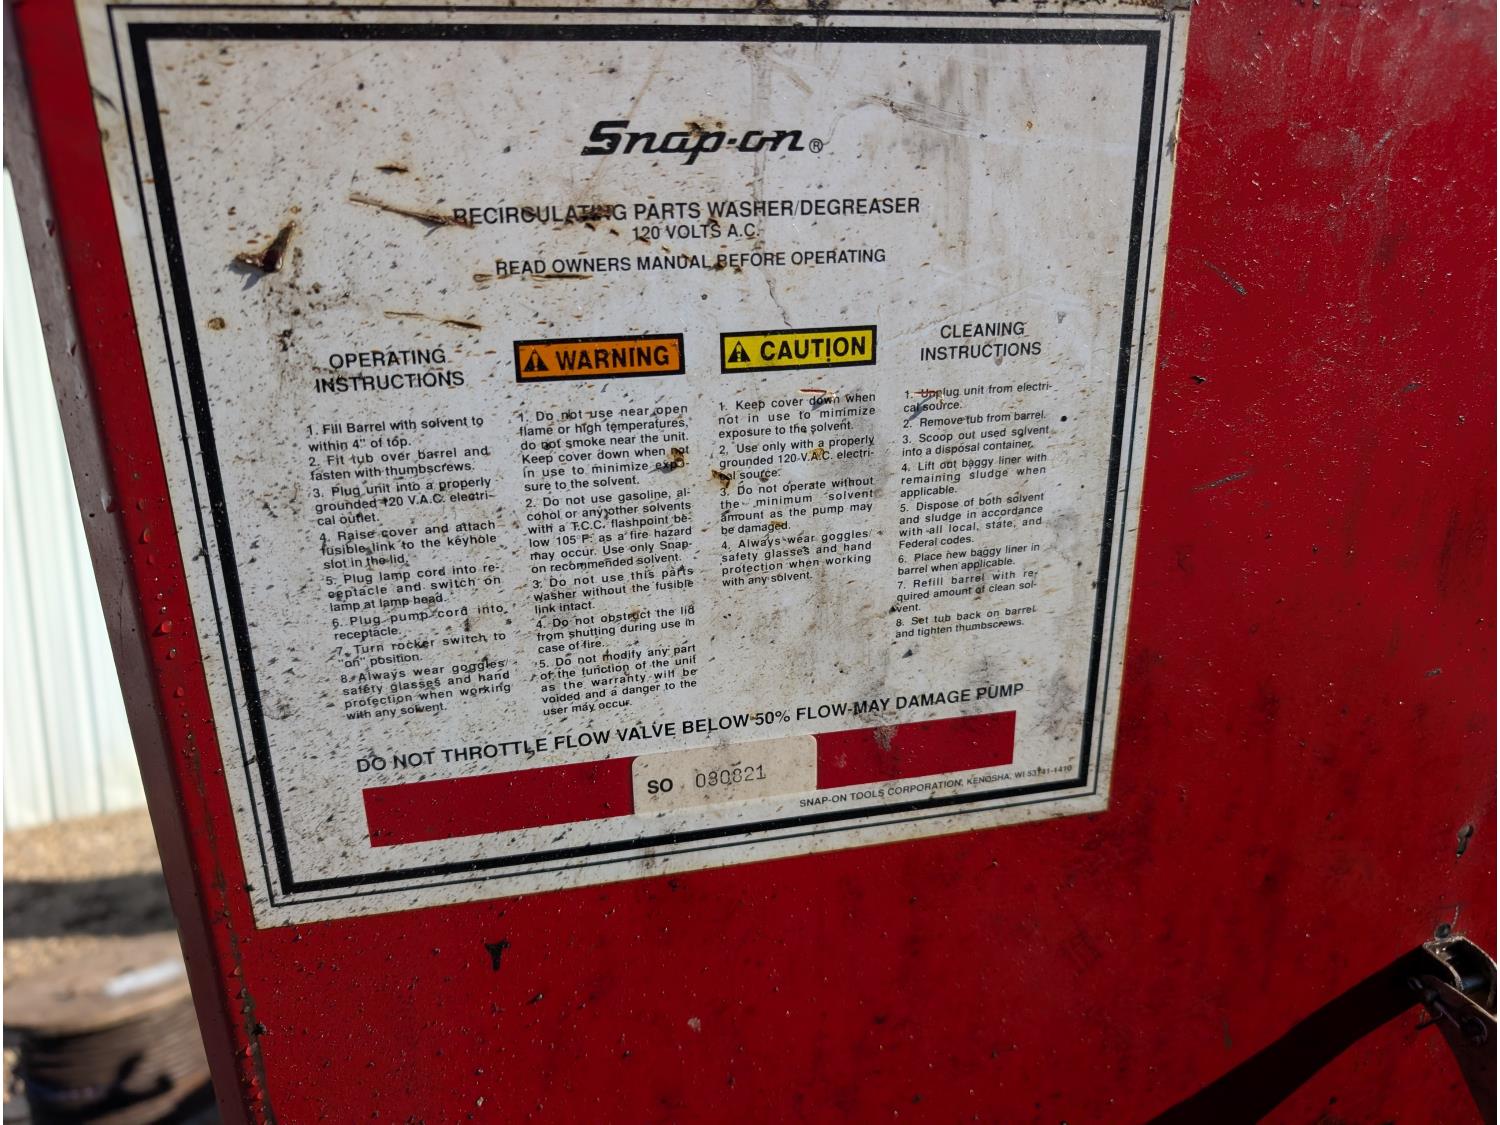 Snap-on®
RECIRCULATING PARTS WASHER/DEGREASER
120 VOLTS A.C.
READ OWNERS MANUAL BEFORE OPERATING
OPERATING
INSTRUCTIONS
1. Fill Barrel with solvent to
within 4" of top.
2. Fit tub over barrel and
fasten with thumbscrews.
3. Plug unit into a properly
grounded 120 V.A.C. electri-
cal outlet.
4. Raise cover and attach
fusible link to the keyhole
slot in the lid.
5. Plug lamp cord into re-
ceptacle and switch on
lamp at lamp head.
6. Plug pump cord into
receptacle.
7. Turn rocker switch to
"on" position.
8. Always wear goggles/
safety glasses and hand
protection when working
with any solvent.
WARNING
1. Do not use near open
flame or high temperatures,
do not smoke near the unit.
Keep cover down when not
in use to minimize expo-
sure to the solvent.
2. Do not use gasoline, al-
cohol or any other solvents
with a T.C.C. flashpoint be-
low 105 F. as a fire hazard
may occur. Use only Snap-
on recommended solvent.
3. Do not use this parts
washer without the fusible
link intact.
4. Do not obstruct the lid
from shutting during use in
case of fire.
5. Do not modify any part
of the function of the unit
as the warranty will be
voided and a danger to the
user may occur.
CAUTION
1. Keep cover down when
not in use to minimize
exposure to the solvent.
2. Use only with a properly
grounded 120 V.A.C. electri-
cal source.
3. Do not operate without
the minimum solvent
amount as the pump may
be damaged.
4. Always wear goggles/
safety glasses and hand
protection when working
with any solvent.
CLEANING
INSTRUCTIONS
1. Unplug unit from electri-
cal source.
2. Remove tub from barrel.
3. Scoop out used solvent
into a disposal container.
4. Lift out baggy liner with
remaining sludge when
applicable.
5. Dispose of both solvent
and sludge in accordance
with all local, state, and
Federal codes.
6. Place new baggy liner in
barrel when applicable.
7. Refill barrel with re-
quired amount of clean sol-
vent.
8. Set tub back on barrel
and tighten thumbscrews.
DO NOT THROTTLE FLOW VALVE BELOW 50% FLOW-MAY DAMAGE PUMP
SO 080821
SNAP-ON TOOLS CORPORATION, KENOSHA, WI 53141-1410